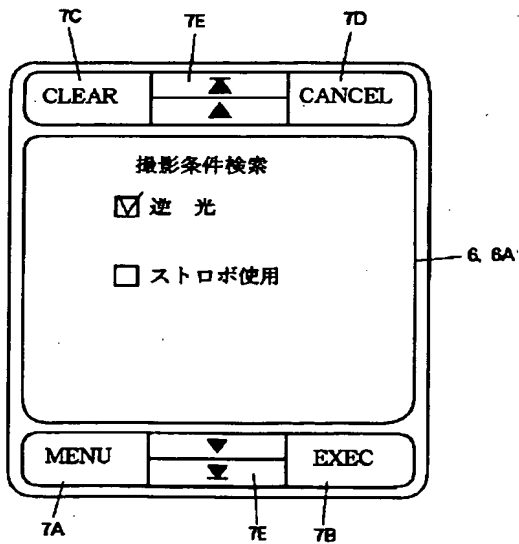 7C 7E 7D
CLEAR CANCEL
撮影条件検索
逆 光
ストロボ使用
6, 6A
MENU EXEC
7A 7E 7B